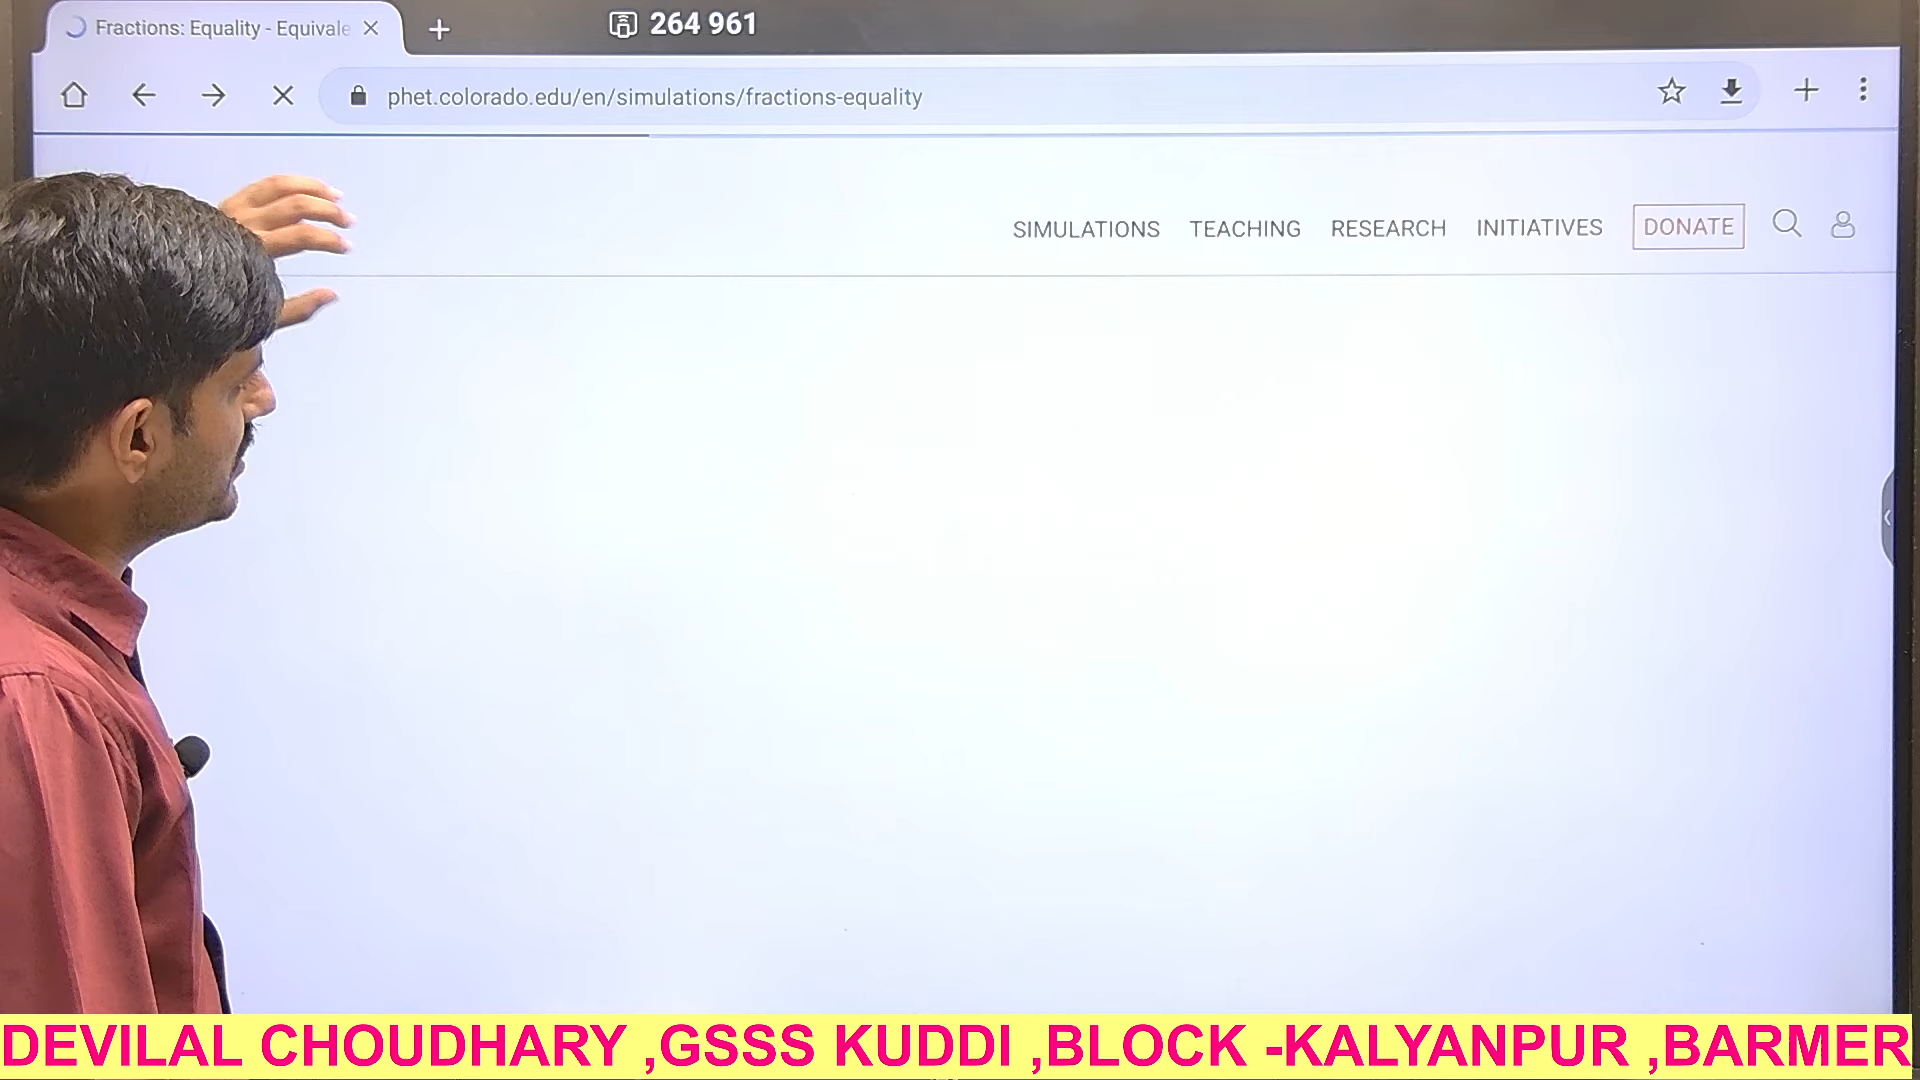 Fractions: Equality - Equivale
264 961
phet.colorado.edu/en/simulations/fractions-equality
SIMULATIONS TEACHING RESEARCH INITIATIVES DONATE
DEVILAL CHOUDHARY ,GSSS KUDDI ,BLOCK -KALYANPUR ,BARMER